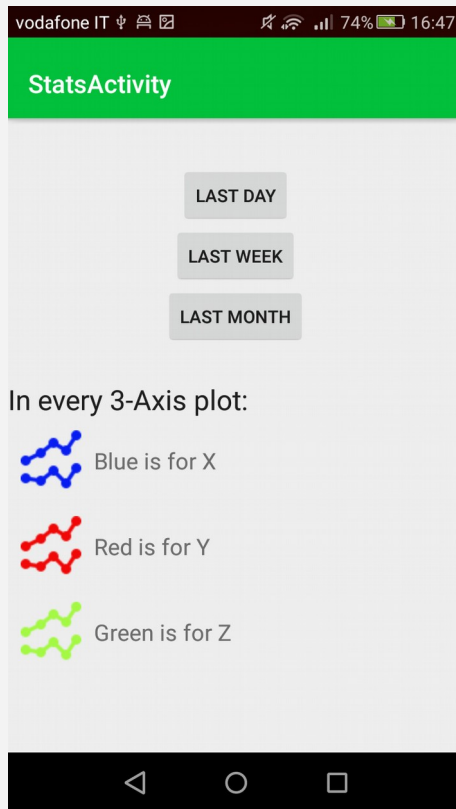 vodafone IT 74% 16:47
StatsActivity
LAST DAY
LAST WEEK
LAST MONTH
In every 3-Axis plot:
Blue is for X
Red is for Y
Green is for Z